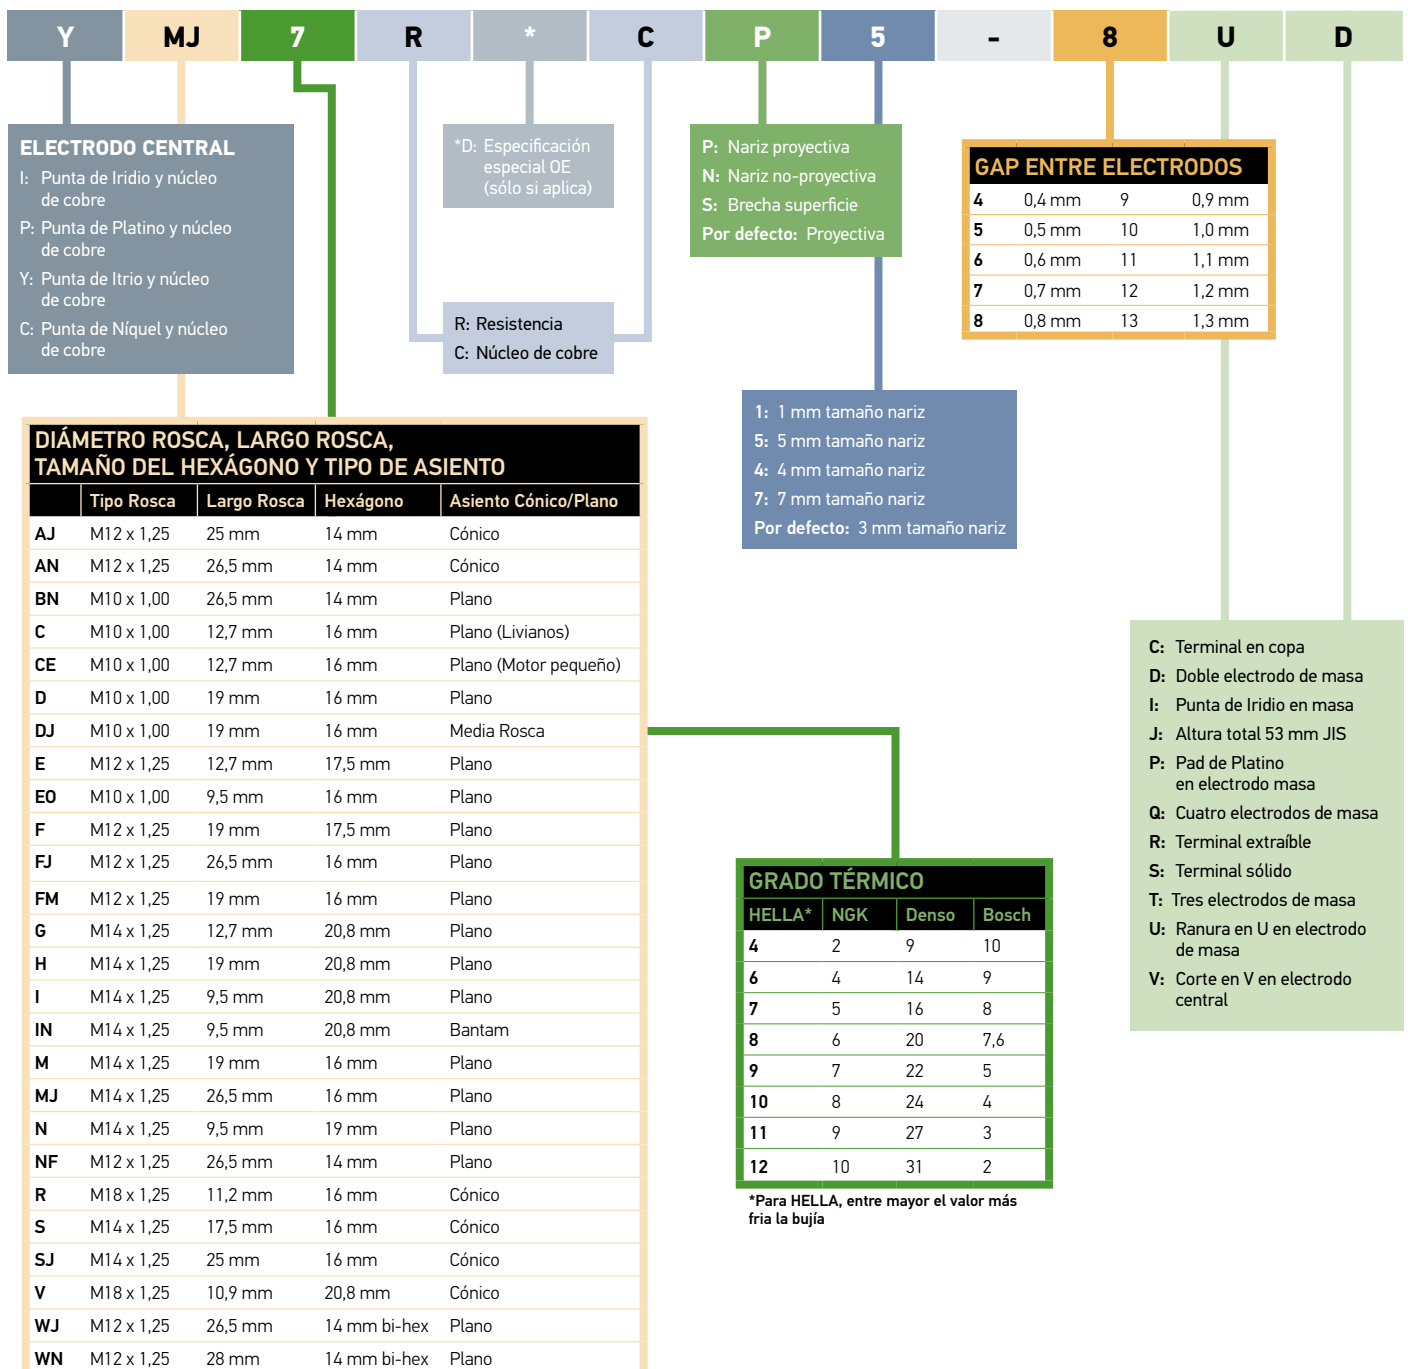 Y MJ 7 R * C P 5 - 8 U D
ELECTRODO CENTRAL
I: Punta de Iridio y núcleo
de cobre
P: Punta de Platino y núcleo
de cobre
Y: Punta de Itrio y núcleo
de cobre
C: Punta de Níquel y núcleo
de cobre
*D: Especificación
especial OE
(sólo si aplica)
R: Resistencia
C: Núcleo de cobre
P: Nariz proyectiva
N: Nariz no-proyectiva
S: Brecha superficie
Por defecto: Proyectiva
GAP ENTRE ELECTRODOS
4 0,4 mm 9 0,9 mm
5 0,5 mm 10 1,0 mm
6 0,6 mm 11 1,1 mm
7 0,7 mm 12 1,2 mm
8 0,8 mm 13 1,3 mm
1: 1 mm tamaño nariz
5: 5 mm tamaño nariz
4: 4 mm tamaño nariz
7: 7 mm tamaño nariz
Por defecto: 3 mm tamaño nariz
DIÁMETRO ROSCA, LARGO ROSCA,
TAMAÑO DEL HEXÁGONO Y TIPO DE ASIENTO
Tipo Rosca Largo Rosca Hexágono Asiento Cónico/Plano
AJ M12 x 1,25 25 mm 14 mm Cónico
AN M12 x 1,25 26,5 mm 14 mm Cónico
BN M10 x 1,00 26,5 mm 14 mm Plano
C M10 x 1,00 12,7 mm 16 mm Plano (Livianos)
CE M10 x 1,00 12,7 mm 16 mm Plano (Motor pequeño)
D M10 x 1,00 19 mm 16 mm Plano
DJ M10 x 1,00 19 mm 16 mm Media Rosca
E M12 x 1,25 12,7 mm 17,5 mm Plano
EO M10 x 1,00 9,5 mm 16 mm Plano
F M12 x 1,25 19 mm 17,5 mm Plano
FJ M12 x 1,25 26,5 mm 16 mm Plano
FM M12 x 1,25 19 mm 16 mm Plano
G M14 x 1,25 12,7 mm 20,8 mm Plano
H M14 x 1,25 19 mm 20,8 mm Plano
I M14 x 1,25 9,5 mm 20,8 mm Plano
IN M14 x 1,25 9,5 mm 20,8 mm Bantam
M M14 x 1,25 19 mm 16 mm Plano
MJ M14 x 1,25 26,5 mm 16 mm Plano
N M14 x 1,25 9,5 mm 19 mm Plano
NF M12 x 1,25 26,5 mm 14 mm Plano
R M18 x 1,25 11,2 mm 16 mm Cónico
S M14 x 1,25 17,5 mm 16 mm Cónico
SJ M14 x 1,25 25 mm 16 mm Cónico
V M18 x 1,25 10,9 mm 20,8 mm Cónico
WJ M12 x 1,25 26,5 mm 14 mm bi-hex Plano
WN M12 x 1,25 28 mm 14 mm bi-hex Plano
C: Terminal en copa
D: Doble electrodo de masa
I: Punta de Iridio en masa
J: Altura total 53 mm JIS
P: Pad de Platino
en electrodo masa
Q: Cuatro electrodos de masa
R: Terminal extraíble
S: Terminal sólido
T: Tres electrodos de masa
U: Ranura en U en electrodo
de masa
V: Corte en V en electrodo
central
GRADO TÉRMICO
HELLA* NGK Denso Bosch
4 2 9 10
6 4 14 9
7 5 16 8
8 6 20 7,6
9 7 22 5
10 8 24 4
11 9 27 3
12 10 31 2
*Para HELLA, entre mayor el valor más
fria la bujía